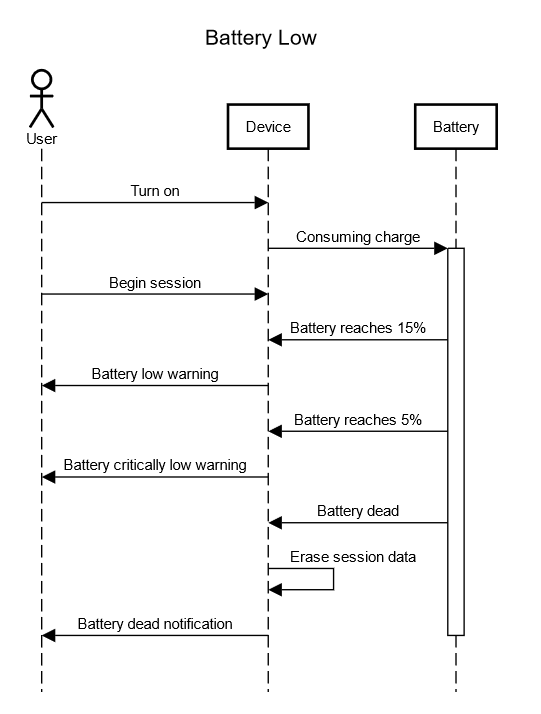 Battery Low
User
Device
Battery
Turn on
Consuming charge
Begin session
Battery reaches 15%
Battery low warning
Battery reaches 5%
Battery critically low warning
Battery dead
Erase session data
Battery dead notification